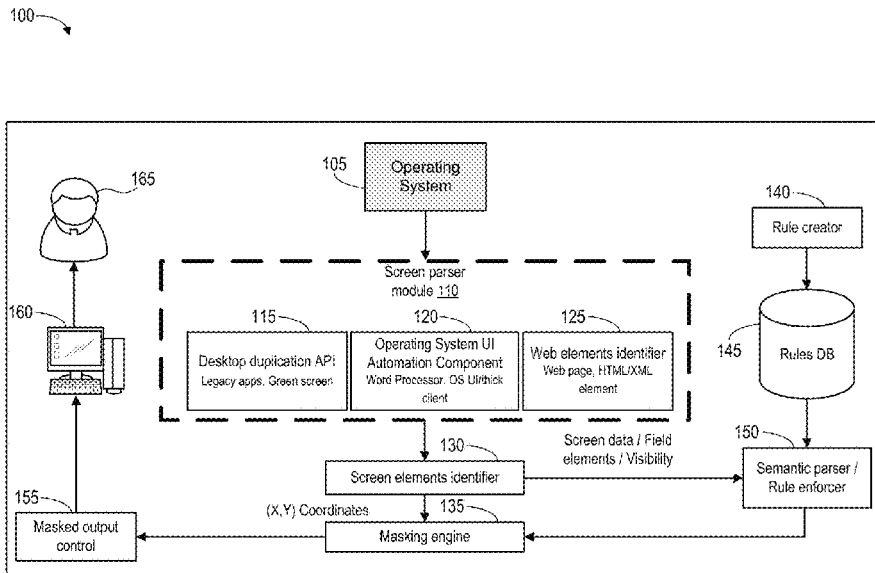 100
165
105
Operating
System
140
Rule creator
Screen parser
module 110
160
115
Desktop duplication API
Legacy apps, Green screen
120
Operating System UI
Automation Component
Word Processor, OS UI/thick
client
125
Web elements identifier
Web page, HTML/XML
element
145
Rules DB
130
Screen elements identifier
Screen data / Field
elements / Visibility
150
Semantic parser /
Rule enforcer
155
Masked output
control
(X,Y) Coordinates
135
Masking engine